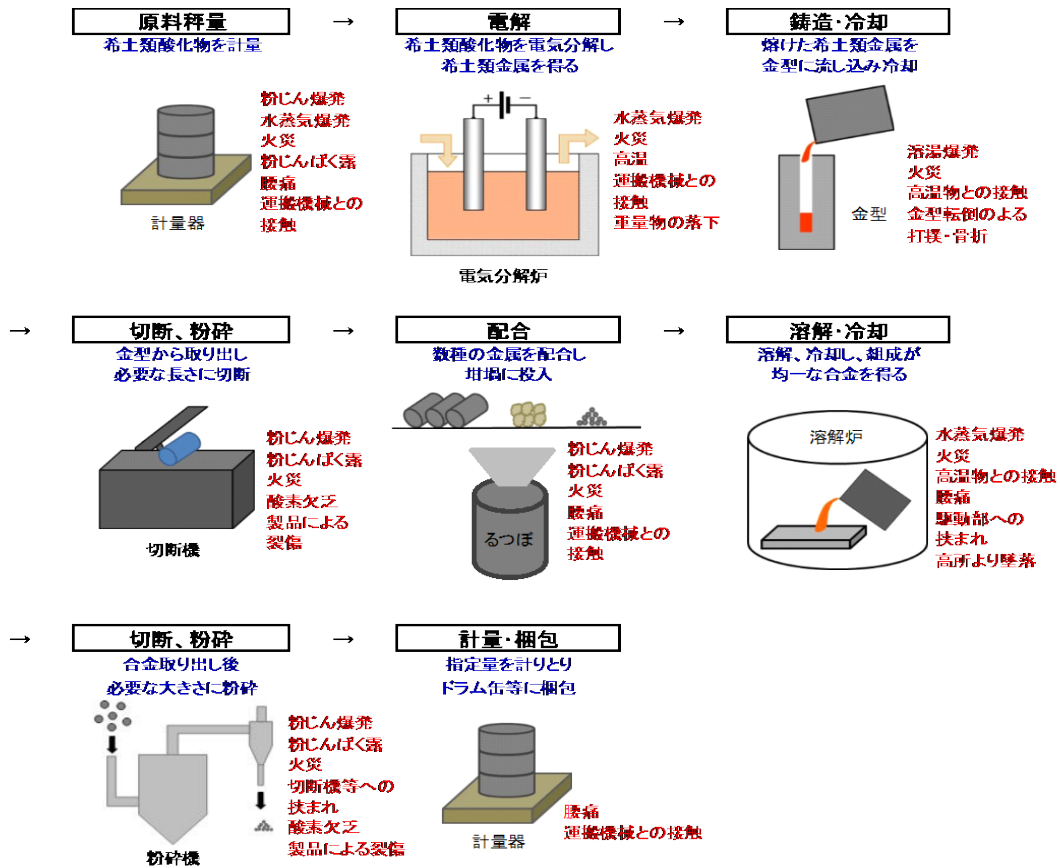 原料秤量
→
電解
→
鋳造・冷却
希土類酸化物を計量
希土類酸化物を電気分解し
希土類金属を得る
熔けた希土類金属を
金型に流し込み冷却
粉じん爆発
水蒸気爆発
火災
粉じんばく露
腰痛
運搬機械との
接触
計量器
+
−
水蒸気爆発
火災
高温
運搬機械との
接触
重量物の落下
電気分解炉
溶湯爆発
火災
高温物との接触
金型転倒のよる
打撲・骨折
金型
→
切断、粉砕
→
配合
→
溶解・冷却
金型から取り出し
必要な長さに切断
数種の金属を配合し
坩堝に投入
溶解、冷却し、組成が
均一な合金を得る
粉じん爆発
粉じんばく露
火災
酸素欠乏
製品による
裂傷
切断機
粉じん爆発
粉じんばく露
火災
腰痛
運搬機械との
接触
るつぼ
溶解炉
水蒸気爆発
火災
高温物との接触
腰痛
駆動部への
挟まれ
高所より墜落
→
切断、粉砕
→
計量・梱包
合金取り出し後
必要な大きさに粉砕
指定量を計りとり
ドラム缶等に梱包
粉じん爆発
粉じんばく露
火災
切断機等への
挟まれ
酸素欠乏
製品による裂傷
粉砕機
腰痛
運搬機械との接触
計量器